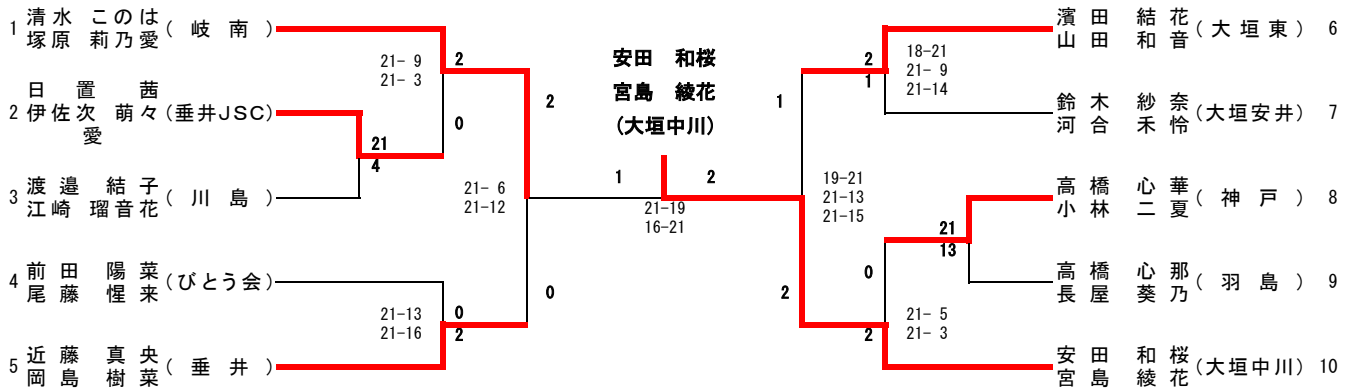 1 清水 このは
塚原 莉乃愛 (岐南)
2 日置 茜
伊佐次 萌々愛 (垂井JSC)
3 渡邉 結子
江崎 瑠音花 (川島)
4 前田 陽菜
尾藤 惺来 (びとう会)
5 近藤 真央
岡島 樹菜 (垂井)
21- 9
21- 3
2
0
21
4
21- 6
21-12
2
0
21-13
21-16
0
2
安田 和桜
宮島 綾花
(大垣中川)
1
2
21-19
16-21
1
2
19-21
21-13
21-15
2
1
18-21
21- 9
21-14
21
13
0
2
21- 5
21- 3
濱田 結花
山田 和音 (大垣東) 6
鈴木 紗奈
河合 禾怜 (大垣安井) 7
高橋 心華
小林 二夏 (神戸) 8
高橋 心那
長屋 葵乃 (羽島) 9
安田 和桜
宮島 綾花 (大垣中川) 10